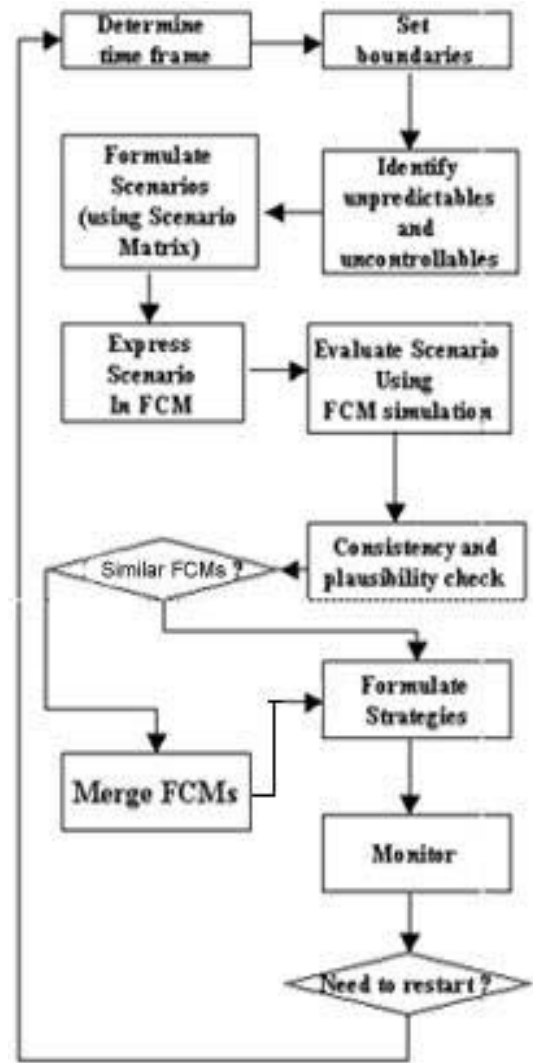 Determine
time frame
Set
boundaries
Identify
unpredictables
and
uncontrollables
Formulate
Scenarios
(using Scenario
Matrix)
Express
Scenario
In FCM
Evaluate Scenario
Using
FCM simulation
Consistency and
plausibility check
Similar FCMs ?
Formulate
Strategies
Merge FCMs
Monitor
Need to restart ?